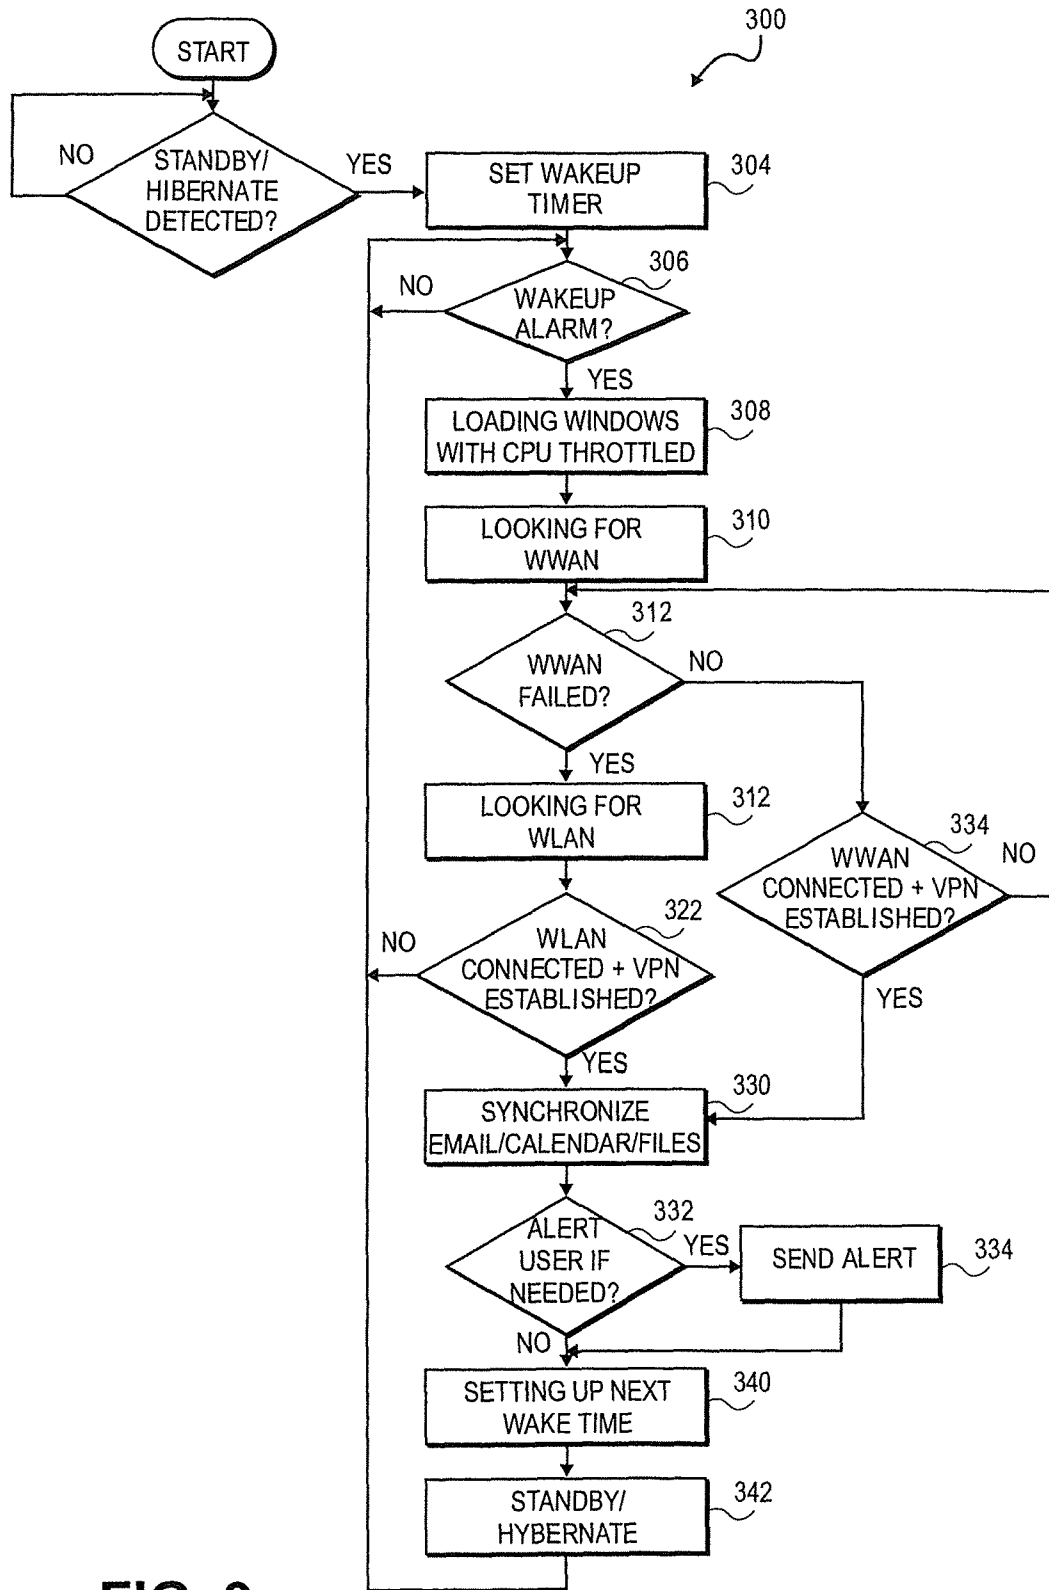 300
START
NO
STANDBY/
HIBERNATE
DETECTED?
YES
SET WAKEUP
TIMER
304
306
NO
WAKEUP
ALARM?
YES
LOADING WINDOWS
WITH CPU THROTTLED
308
LOOKING FOR
WWAN
310
312
WWAN
FAILED?
NO
YES
LOOKING FOR
WLAN
312
334
WWAN
CONNECTED + VPN
ESTABLISHED?
NO
YES
322
NO
WLAN
CONNECTED + VPN
ESTABLISHED?
YES
SYNCHRONIZE
EMAIL/CALENDAR/FILES
330
332
ALERT
USER IF
NEEDED?
YES
SEND ALERT
334
NO
SETTING UP NEXT
WAKE TIME
340
STANDBY/
HYBERNATE
342